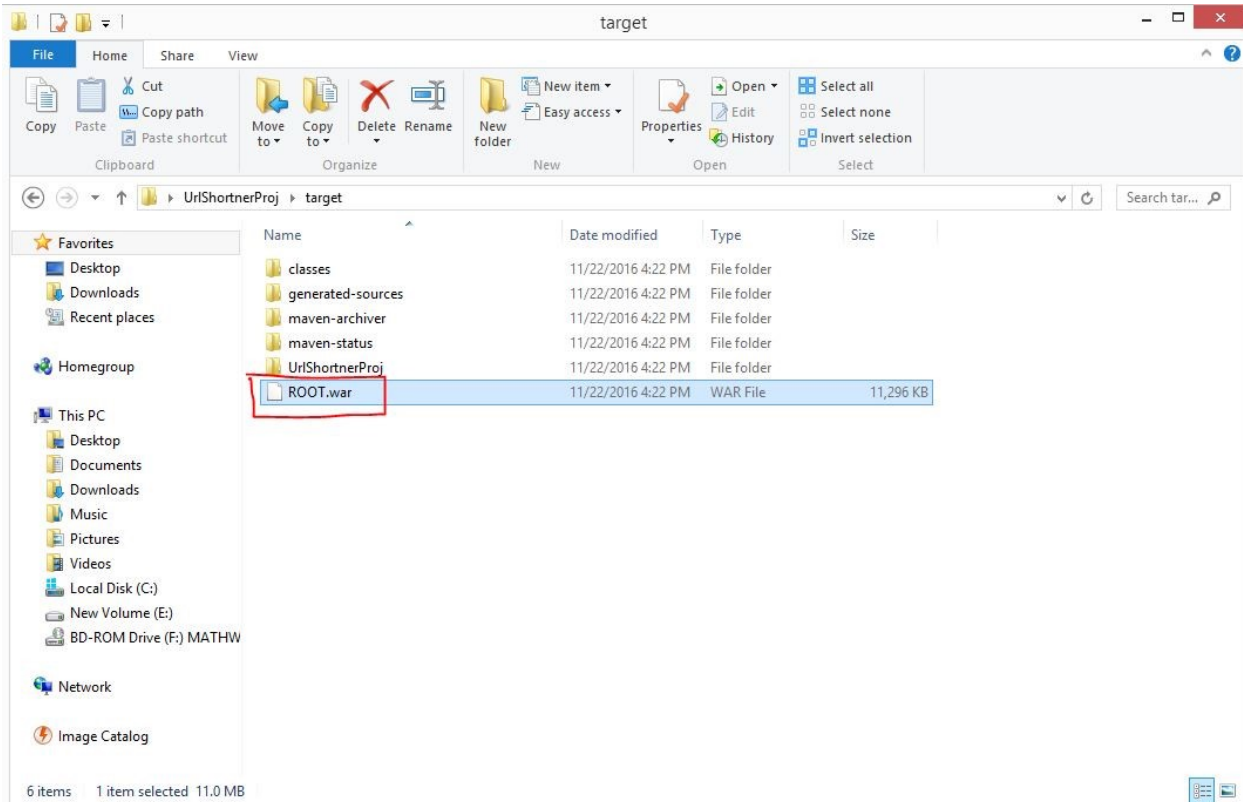 target
File Home Share View
Copy
Paste
Cut
Copy path
Paste shortcut
Clipboard
Move to
Copy to
Delete
Rename
Organize
New folder
New item
Easy access
New
Properties
Open
Edit
History
Open
Select all
Select none
Invert selection
Select
UrlShortnerProj target
Search tar...
Favorites
Desktop
Downloads
Recent places
Homegroup
This PC
Desktop
Documents
Downloads
Music
Pictures
Videos
Local Disk (C:)
New Volume (E:)
BD-ROM Drive (F:) MATHW
Network
Image Catalog
Name Date modified Type Size
classes 11/22/2016 4:22 PM File folder
generated-sources 11/22/2016 4:22 PM File folder
maven-archiver 11/22/2016 4:22 PM File folder
maven-status 11/22/2016 4:22 PM File folder
UrlShortnerProj 11/22/2016 4:22 PM File folder
ROOT.war 11/22/2016 4:22 PM WAR File 11,296 KB
6 items 1 item selected 11.0 MB